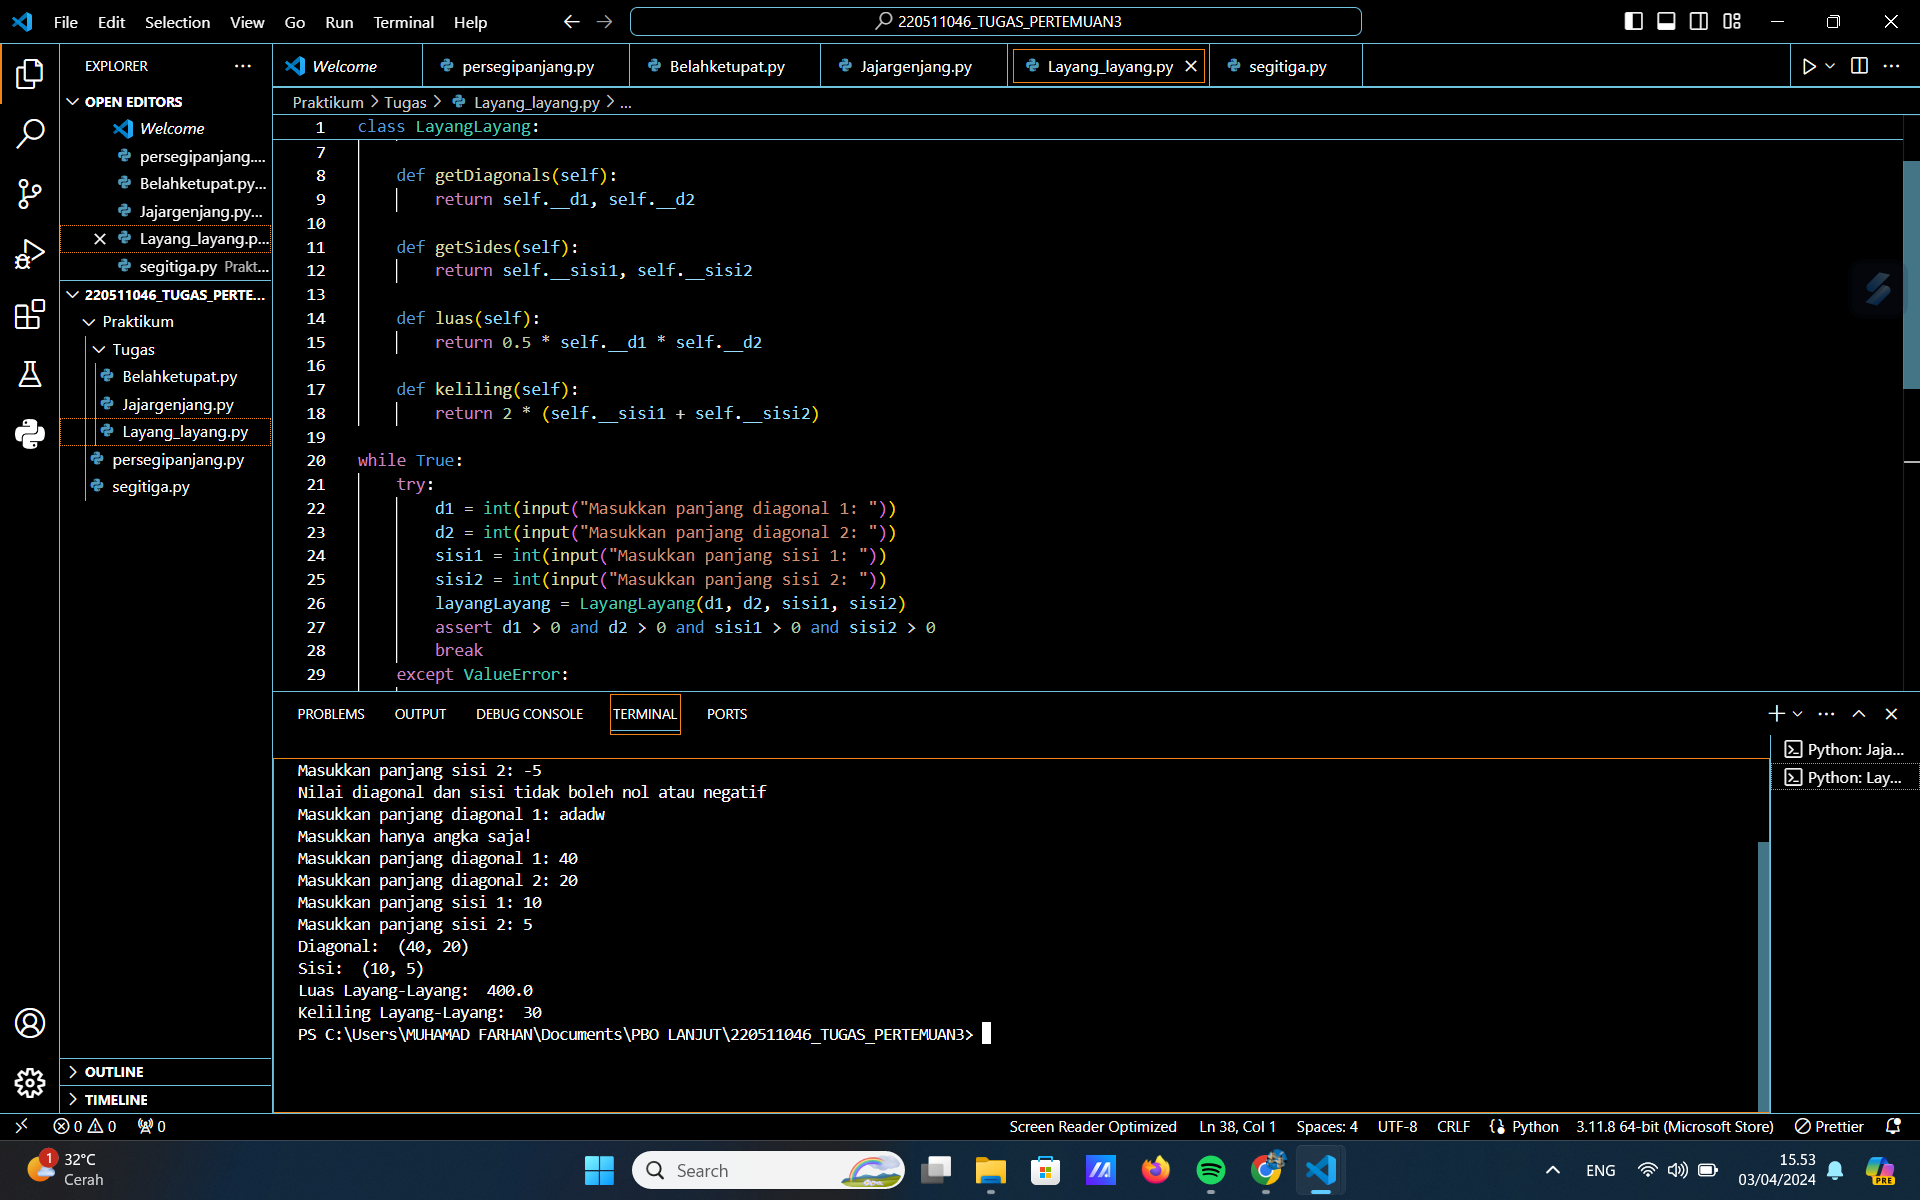 File Edit Selection View Go Run Terminal Help
220511046_TUGAS_PERTEMUAN3
EXPLORER
OPEN EDITORS
Welcome
persegipanjang....
Belahketupat.py...
Jajargenjang.py...
Layang_layang.p...
segitiga.py Prakt...
220511046_TUGAS_PERTE...
Praktikum
Tugas
Belahketupat.py
Jajargenjang.py
Layang_layang.py
persegipanjang.py
segitiga.py
OUTLINE
TIMELINE
Welcome persegipanjang.py Belahketupat.py Jajargenjang.py Layang_layang.py segitiga.py
Praktikum > Tugas > Layang_layang.py > ...
1 class LayangLayang:
7
8 def getDiagonals(self):
9 return self.__d1, self.__d2
10
11 def getSides(self):
12 return self.__sisi1, self.__sisi2
13
14 def luas(self):
15 return 0.5 * self.__d1 * self.__d2
16
17 def keliling(self):
18 return 2 * (self.__sisi1 + self.__sisi2)
19
20 while True:
21 try:
22 d1 = int(input("Masukkan panjang diagonal 1: "))
23 d2 = int(input("Masukkan panjang diagonal 2: "))
24 sisi1 = int(input("Masukkan panjang sisi 1: "))
25 sisi2 = int(input("Masukkan panjang sisi 2: "))
26 layangLayang = LayangLayang(d1, d2, sisi1, sisi2)
27 assert d1 > 0 and d2 > 0 and sisi1 > 0 and sisi2 > 0
28 break
29 except ValueError:
PROBLEMS OUTPUT DEBUG CONSOLE TERMINAL PORTS
Python: Jaja...
Python: Lay...
Masukkan panjang sisi 2: -5
Nilai diagonal dan sisi tidak boleh nol atau negatif
Masukkan panjang diagonal 1: adadw
Masukkan hanya angka saja!
Masukkan panjang diagonal 1: 40
Masukkan panjang diagonal 2: 20
Masukkan panjang sisi 1: 10
Masukkan panjang sisi 2: 5
Diagonal:  (40, 20)
Sisi:  (10, 5)
Luas Layang-Layang:  400.0
Keliling Layang-Layang:  30
PS C:\Users\MUHAMAD FARHAN\Documents\PBO LANJUT\220511046_TUGAS_PERTEMUAN3>
0 0 0 Screen Reader Optimized Ln 38, Col 1 Spaces: 4 UTF-8 CRLF Python 3.11.8 64-bit (Microsoft Store) Prettier
1 32°C
Cerah
Search
ENG
15.53
03/04/2024
PRE